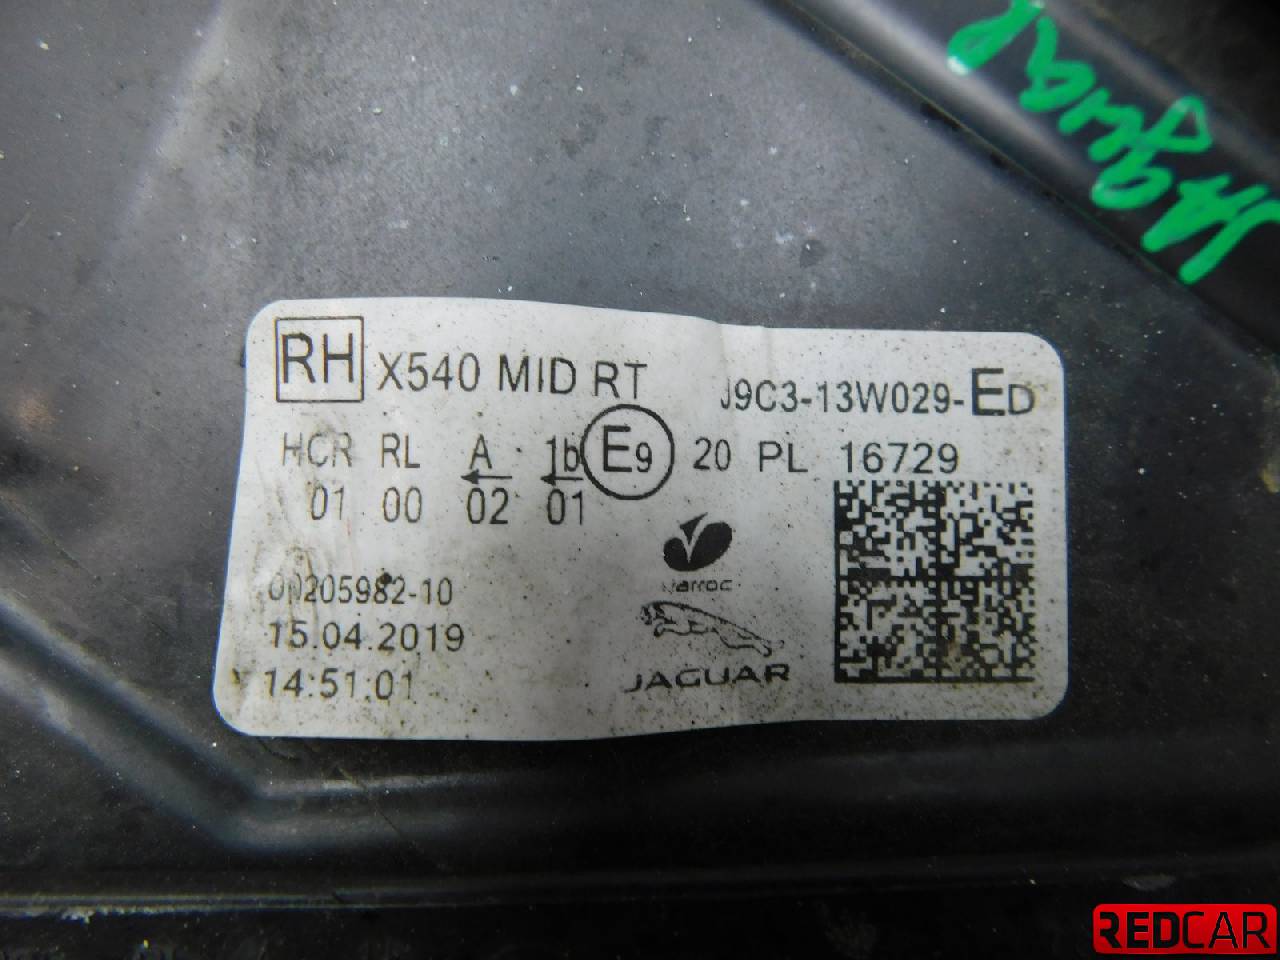 JAguaR
RH X540 MID RT J9C3-13W029-ED
HCR RL A 1b E9 20 PL 16729
01 00 02 01
00205982-10
15.04.2019
14:51:01
varroc
JAGUAR
REDCAR